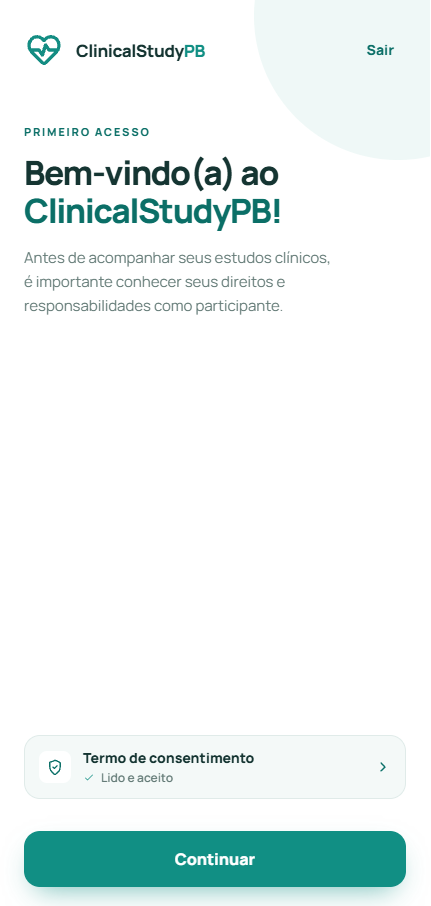 ClinicalStudyPB
Sair
PRIMEIRO ACESSO
Bem-vindo(a) ao
ClinicalStudyPB!
Antes de acompanhar seus estudos clínicos,
é importante conhecer seus direitos e
responsabilidades como participante.
Termo de consentimento
Lido e aceito
Continuar